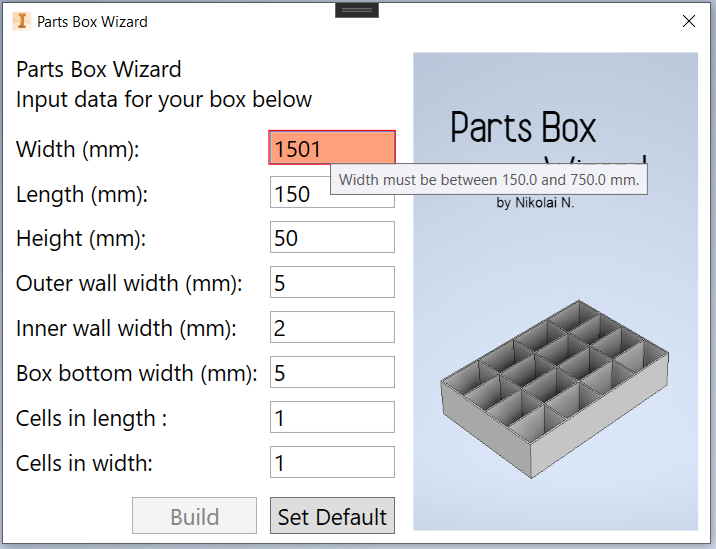 Parts Box Wizard
Parts Box Wizard
Input data for your box below
Width (mm): 1501
Width must be between 150.0 and 750.0 mm.
Length (mm): 150
Height (mm): 50
Outer wall width (mm): 5
Inner wall width (mm): 2
Box bottom width (mm): 5
Cells in length : 1
Cells in width: 1
Build Set Default
Parts Box
Wizard
by Nikolai N.